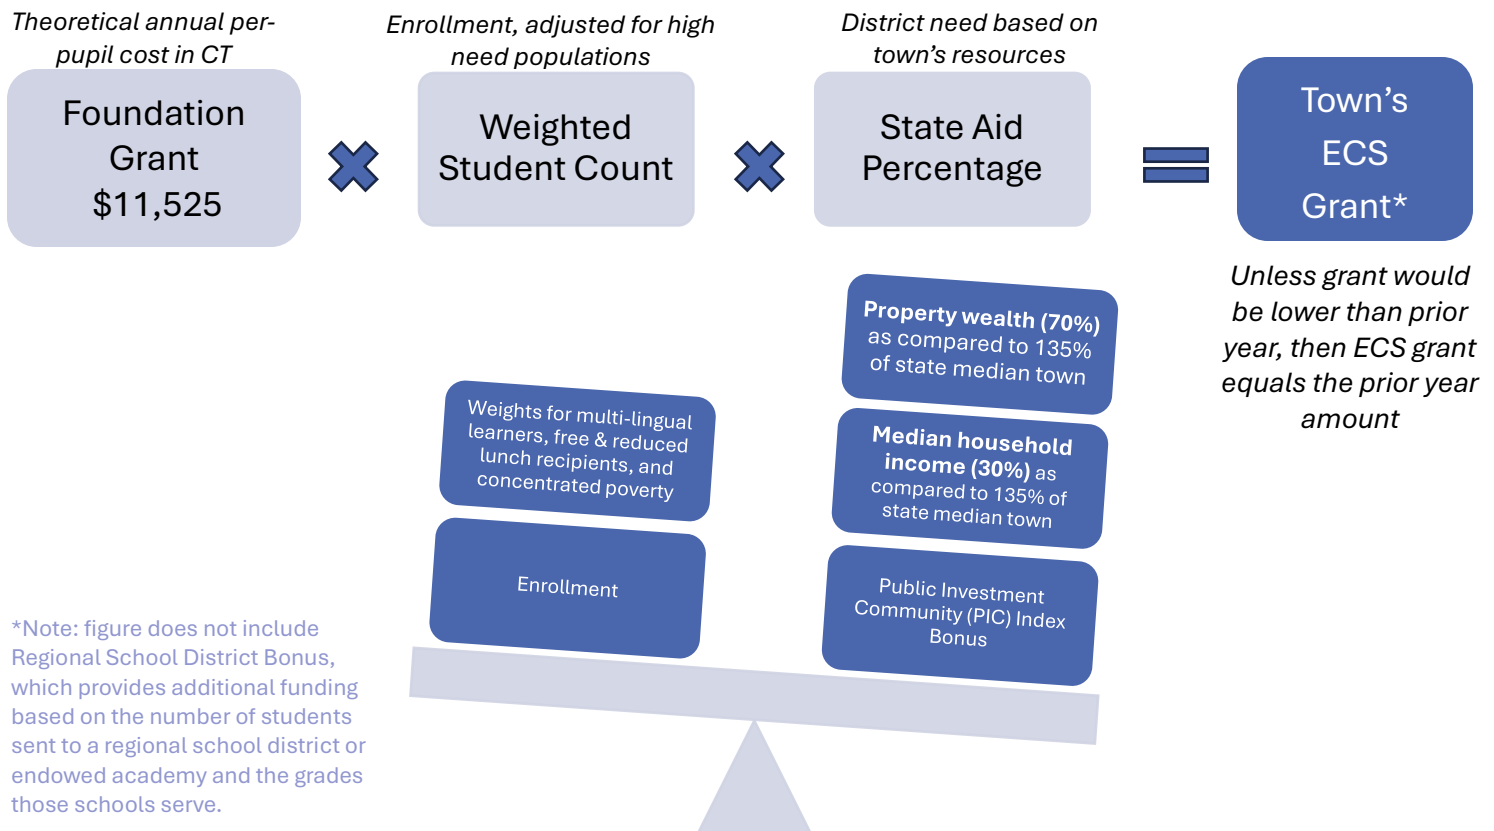 Theoretical annual per-
pupil cost in CT
Foundation
Grant
$11,525
Enrollment, adjusted for high
need populations
Weighted
Student Count
District need based on
town’s resources
State Aid
Percentage
Town’s
ECS
Grant*
Unless grant would
be lower than prior
year, then ECS grant
equals the prior year
amount
Weights for multi-lingual
learners, free & reduced
lunch recipients, and
concentrated poverty
Enrollment
Property wealth (70%)
as compared to 135%
of state median town
Median household
income (30%) as
compared to 135% of
state median town
Public Investment
Community (PIC) Index
Bonus
*Note: figure does not include
Regional School District Bonus,
which provides additional funding
based on the number of students
sent to a regional school district or
endowed academy and the grades
those schools serve.